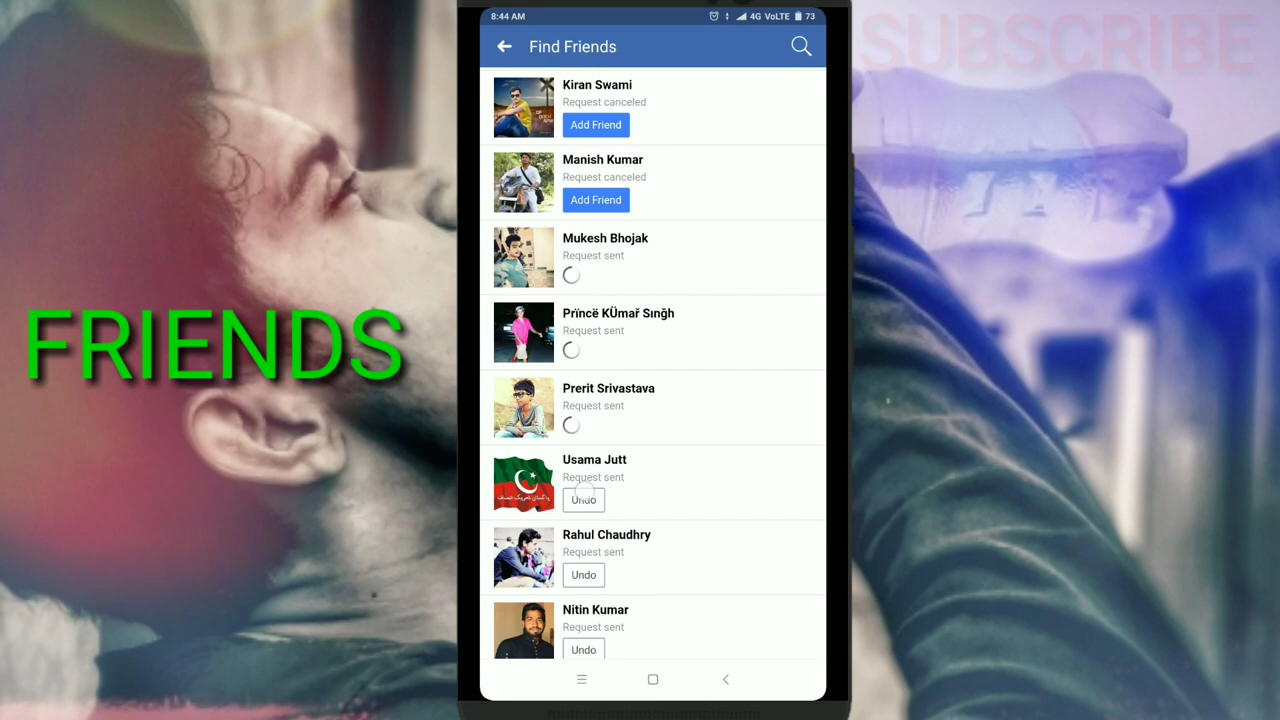 8:44 AM
4G VoLTE 73
SUBSCRIBE
Find Friends
Kiran Swami
Request canceled
Add Friend
Manish Kumar
Request canceled
Add Friend
Mukesh Bhojak
Request sent
Prïncë KÜmař Sınğh
Request sent
FRIENDS
Prerit Srivastava
Request sent
Usama Jutt
Request sent
Undo
Rahul Chaudhry
Request sent
Undo
Nitin Kumar
Request sent
Undo